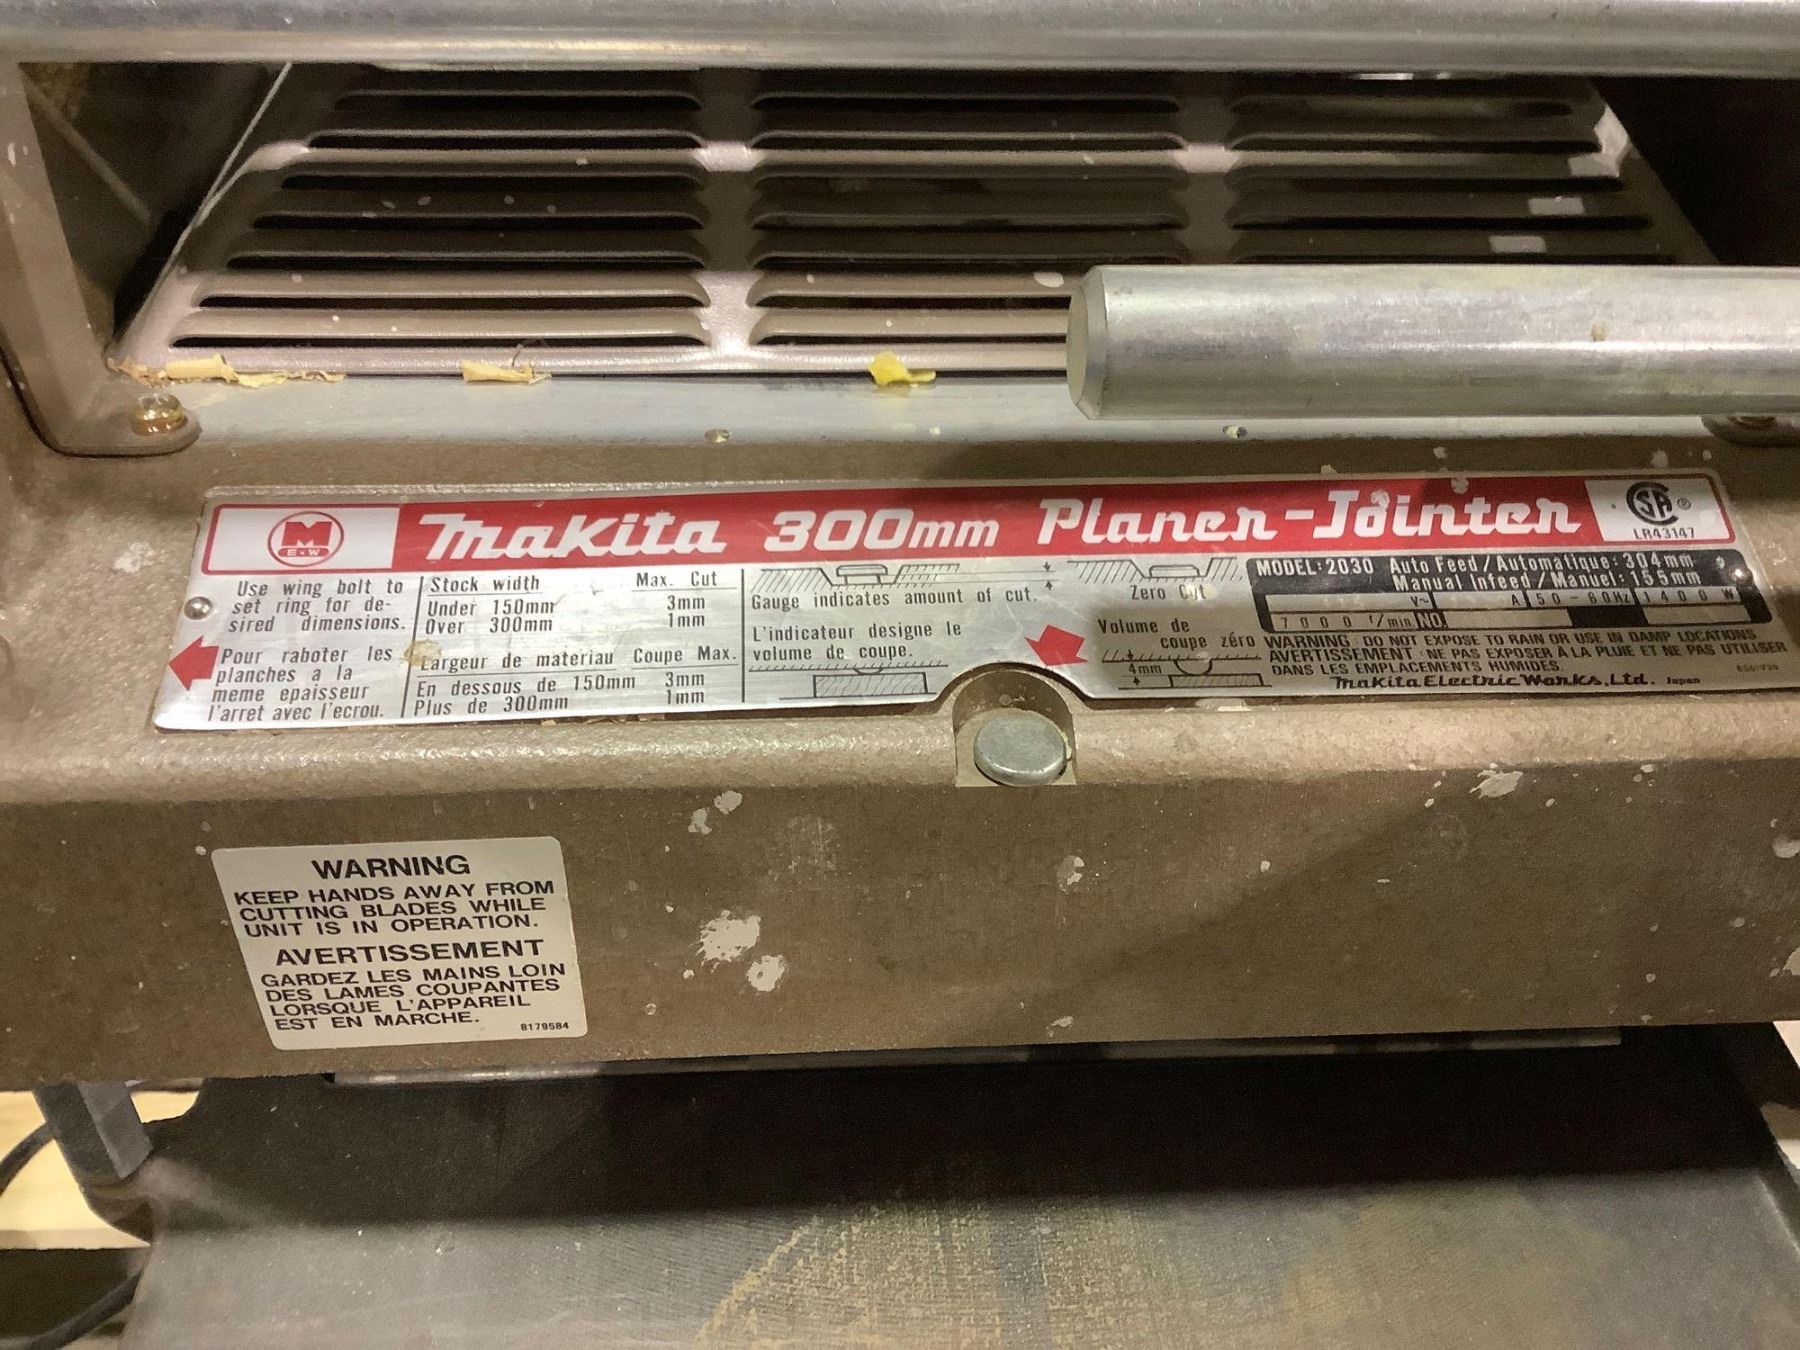 M
E·W
Makita 300mm Planer-Jointer
CSA ®
LR43147
Use wing bolt to
set ring for de-
sired dimensions.
Pour raboter les
planches a la
meme epaisseur
l'arret avec l'ecrou.
Stock width Max. Cut
Under 150mm 3mm
Over 300mm 1mm
Largeur de materiau Coupe Max.
En dessous de 150mm 3mm
Plus de 300mm 1mm
Gauge indicates amount of cut.
L'indicateur designe le
volume de coupe.
Zero Cut
Volume de
coupe zéro
4mm
MODEL:2030 Auto Feed/Automatique: 304mm
Manual Infeed/Manuel: 155mm
V~ A 50-60Hz 1400 W
7000 r/min NO.
WARNING: DO NOT EXPOSE TO RAIN OR USE IN DAMP LOCATIONS
AVERTISSEMENT: NE PAS EXPOSER À LA PLUIE ET NE PAS UTILISER
DANS LES EMPLACEMENTS HUMIDES.
Makita Electric Works, Ltd. Japan
WARNING
KEEP HANDS AWAY FROM
CUTTING BLADES WHILE
UNIT IS IN OPERATION.
AVERTISSEMENT
GARDEZ LES MAINS LOIN
DES LAMES COUPANTES
LORSQUE L'APPAREIL
EST EN MARCHE.
8179584